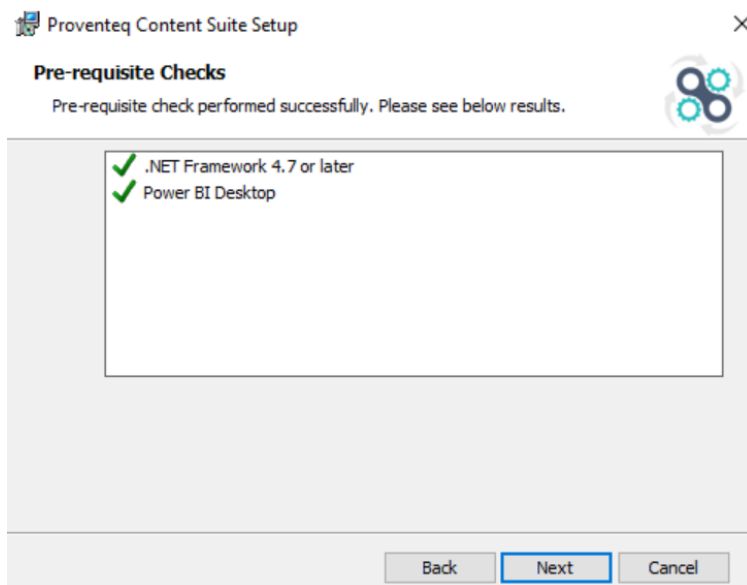 Proventeq Content Suite Setup
Pre-requisite Checks
Pre-requisite check performed successfully. Please see below results.
.NET Framework 4.7 or later
Power BI Desktop
Back
Next
Cancel